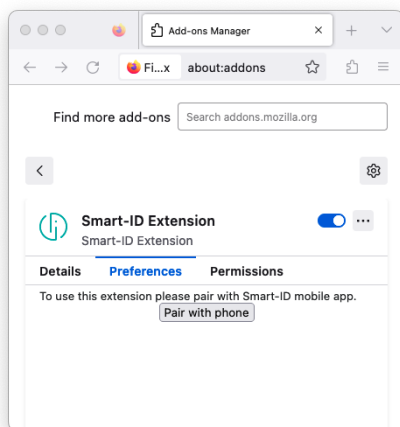 Add-ons Manager
Fi...x about:addons
Find more add-ons Search addons.mozilla.org
Smart-ID Extension
Smart-ID Extension
Details Preferences Permissions
To use this extension please pair with Smart-ID mobile app.
Pair with phone